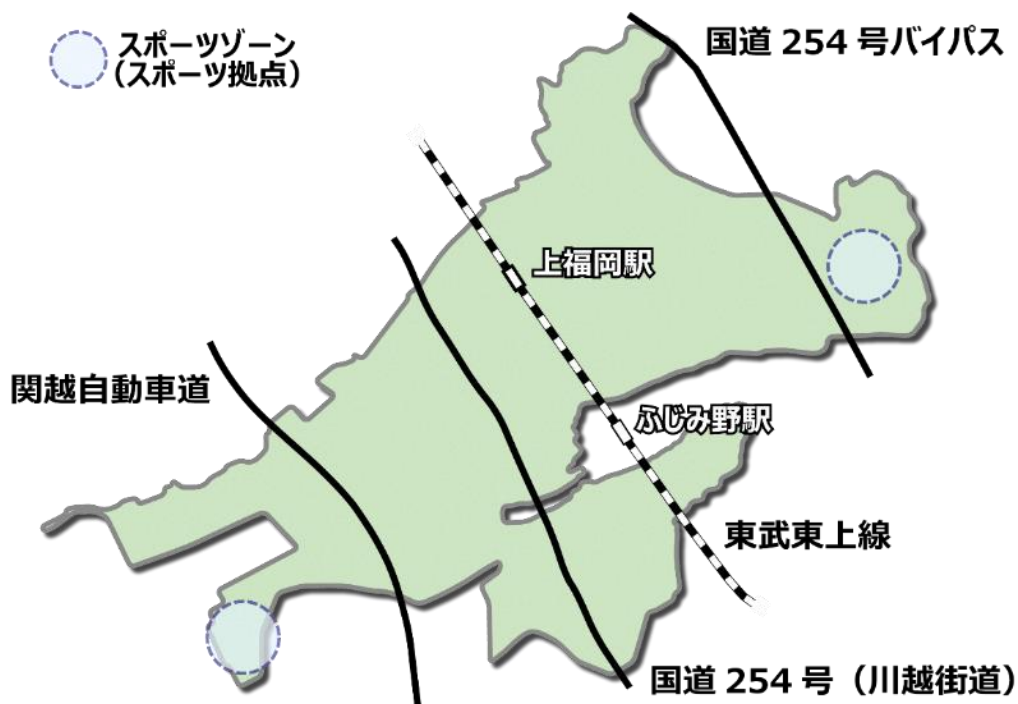 スポーツゾーン
(スポーツ拠点)
国道 254 号バイパス
上福岡駅
関越自動車道
ふじみ野駅
東武東上線
国道 254 号（川越街道）